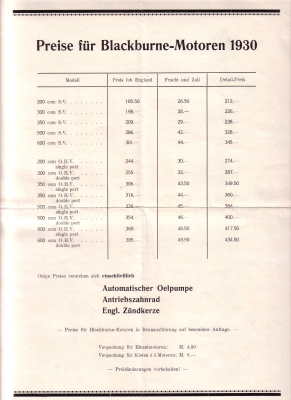 Preise für Blackburne-Motoren 1930
Modell Preis fob England Fracht und Zoll Detail-Preis
200 ccm S.V. 185.50 26.50 212.—
300 ccm S.V. 198.— 28.— 226.—
350 ccm S.V. 209.— 29.— 238.—
500 ccm S.V. 286.— 42.— 328.—
600 ccm S.V. 301.— 44.— 345.—
200 ccm O.H.V. 244.— 30.— 274.—
single port
200 ccm O.H.V. 255.— 32.— 287.—
double port
350 ccm O.H.V. 306.— 43.50 349.50
single port
350 ccm O.H.V. 316.— 44.— 360.—
double port
500 ccm O.H.V. 339.— 45.— 384.—
single port
500 ccm O.H.V. 354.— 46.— 400.—
double port
600 ccm O.H.V. 369.— 48.50 417.50
single port
600 ccm O.H.V. 385.— 49.50 434.50
double port
Obige Preise verstehen sich einschließlich
Automatischer Oelpumpe
Antriebszahnrad
Engl. Zündkerze
— Preise für Blackburne-Motoren in Rennausführung auf besondere Anfrage. —
Verpackung für Einzelmotoren: M. 4,50
Verpackung für Kisten à 4 Motoren: M. 9.—
— Preisänderungen vorbehalten! —